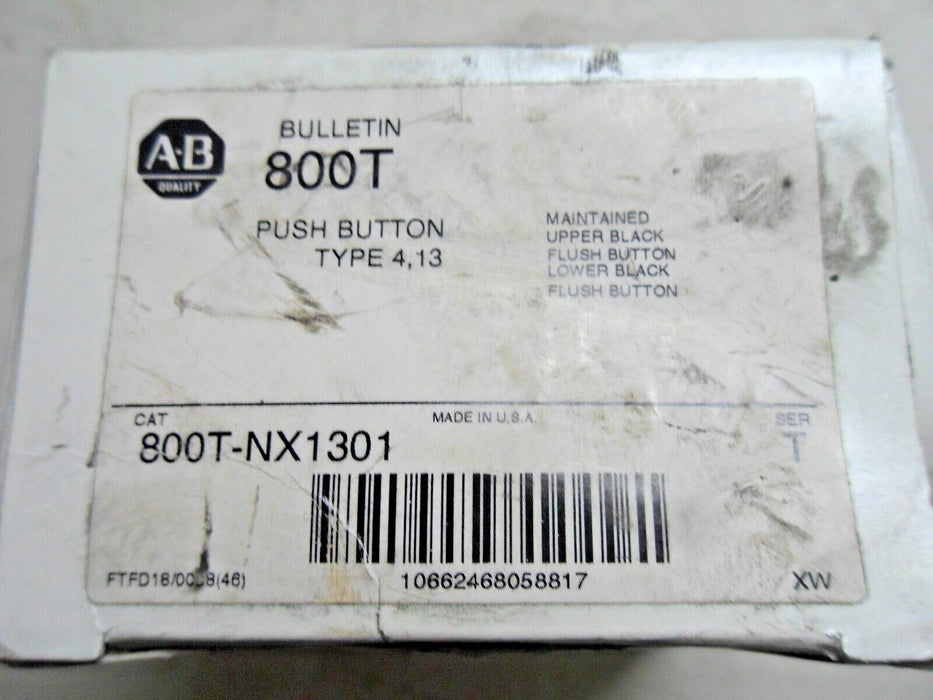 A-B
QUALITY
BULLETIN
800T
PUSH BUTTON
TYPE 4,13
MAINTAINED
UPPER BLACK
FLUSH BUTTON
LOWER BLACK
FLUSH BUTTON
CAT
MADE IN U.S.A.
SER
800T-NX1301
T
10662468058817
XW